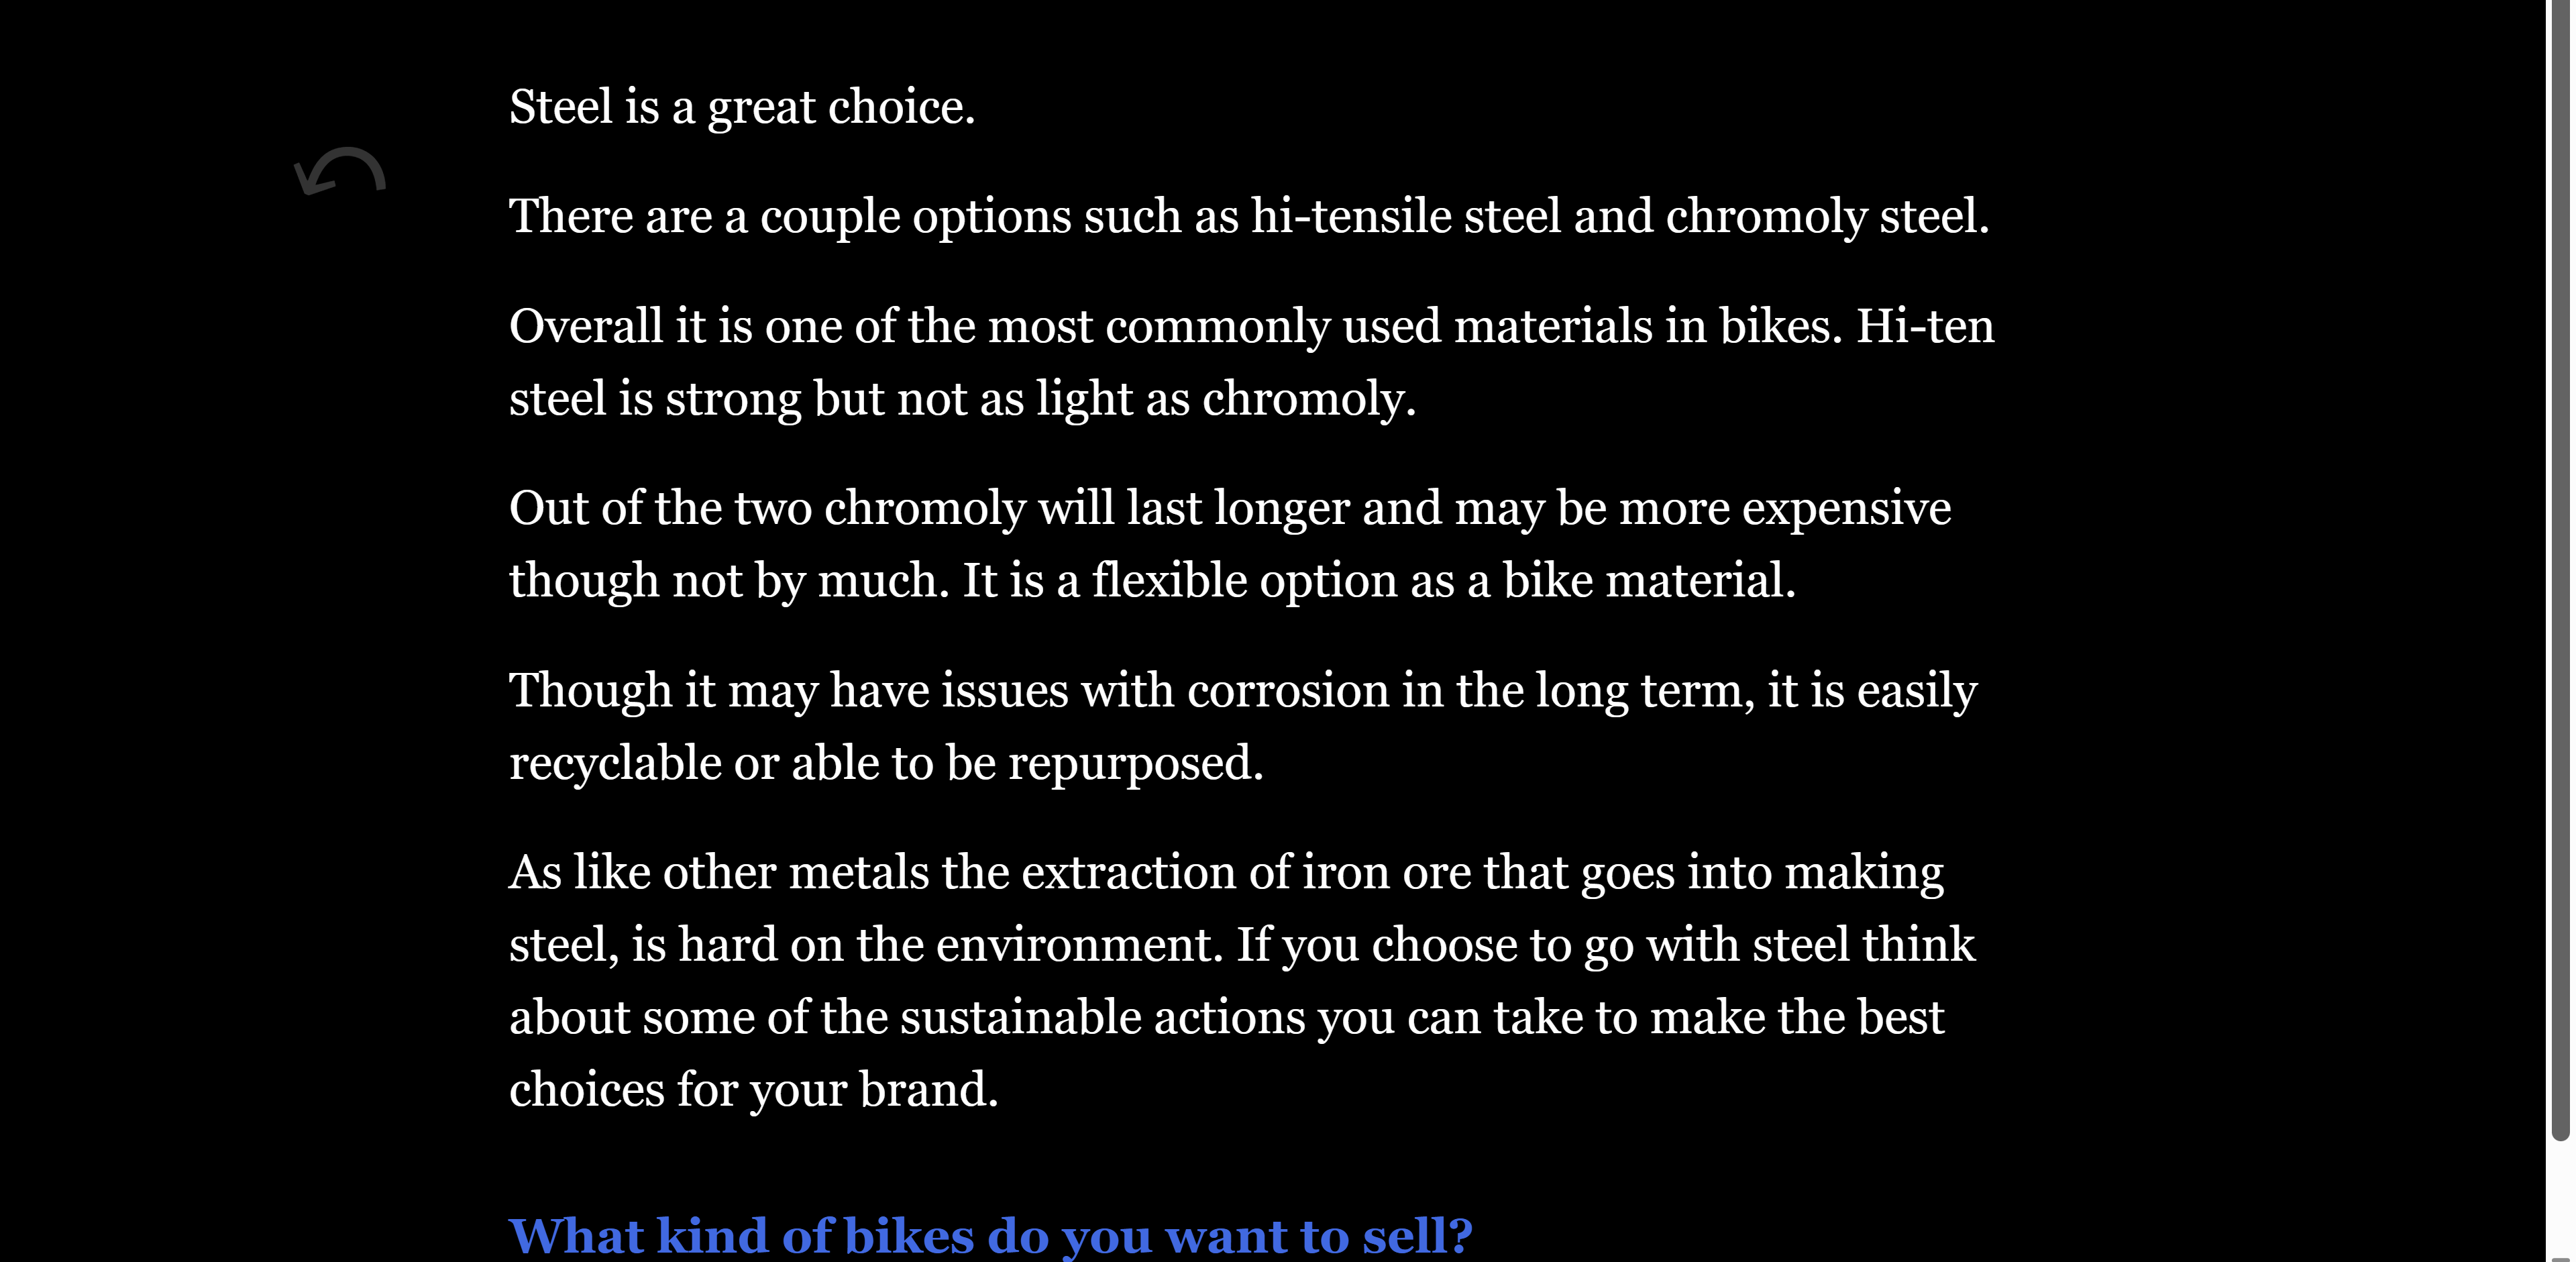 Steel is a great choice.
There are a couple options such as hi-tensile steel and chromoly steel.
Overall it is one of the most commonly used materials in bikes. Hi-ten
steel is strong but not as light as chromoly.
Out of the two chromoly will last longer and may be more expensive
though not by much. It is a flexible option as a bike material.
Though it may have issues with corrosion in the long term, it is easily
recyclable or able to be repurposed.
As like other metals the extraction of iron ore that goes into making
steel, is hard on the environment. If you choose to go with steel think
about some of the sustainable actions you can take to make the best
choices for your brand.
What kind of bikes do you want to sell?